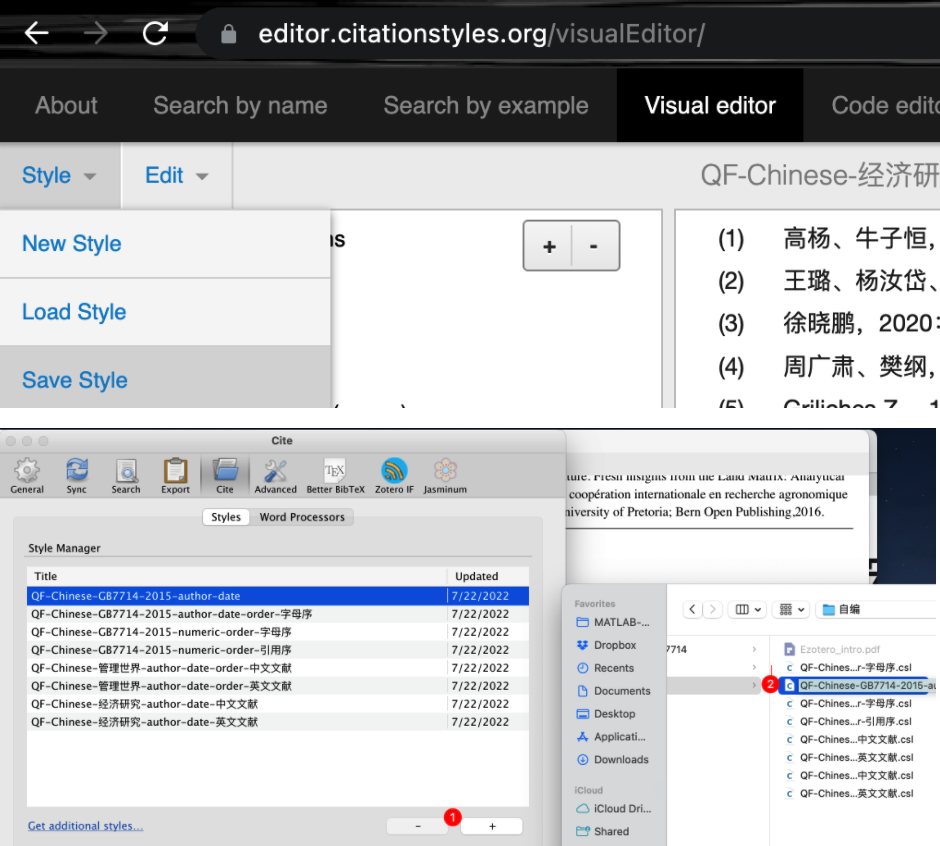 editor.citationstyles.org/visualEditor/
About Search by name Search by example Visual editor Code edito
Style Edit QF-Chinese-经济研
New Style
Load Style
Save Style
+ -
(1) 高杨、牛子恒,
(2) 王璐、杨汝岱、
(3) 徐晓鹏，2020:
(4) 周广肃、樊纲,
Cite
General Sync Search Export Cite Advanced Better BibTeX Zotero IF Jasminum
Styles Word Processors
Style Manager
Title Updated
QF-Chinese-GB7714-2015-author-date 7/22/2022
QF-Chinese-GB7714-2015-author-date-order-字母序 7/22/2022
QF-Chinese-GB7714-2015-numeric-order-字母序 7/22/2022
QF-Chinese-GB7714-2015-numeric-order-引用序 7/22/2022
QF-Chinese-管理世界-author-date-order-中文文献 7/22/2022
QF-Chinese-管理世界-author-date-order-英文文献 7/22/2022
QF-Chinese-经济研究-author-date-中文文献 7/22/2022
QF-Chinese-经济研究-author-date-英文文献 7/22/2022
Get additional styles...
- 1 +
ture. Fresh insights from the Land Matrix. Analytical
coopération internationale en recherche agronomique
niversity of Pretoria; Bern Open Publishing,2016.
Favorites
MATLAB-...
Dropbox
Recents
Documents
Desktop
Applicati...
Downloads
iCloud
iCloud Dri...
Shared
自编
7714
Ezotero_intro.pdf
QF-Chines...r-字母序.csl
2 QF-Chinese-GB7714-2015-au
QF-Chines...r-字母序.csl
QF-Chines...r-引用序.csl
QF-Chines...中文文献.csl
QF-Chines...英文文献.csl
QF-Chines...中文文献.csl
QF-Chines...英文文献.csl